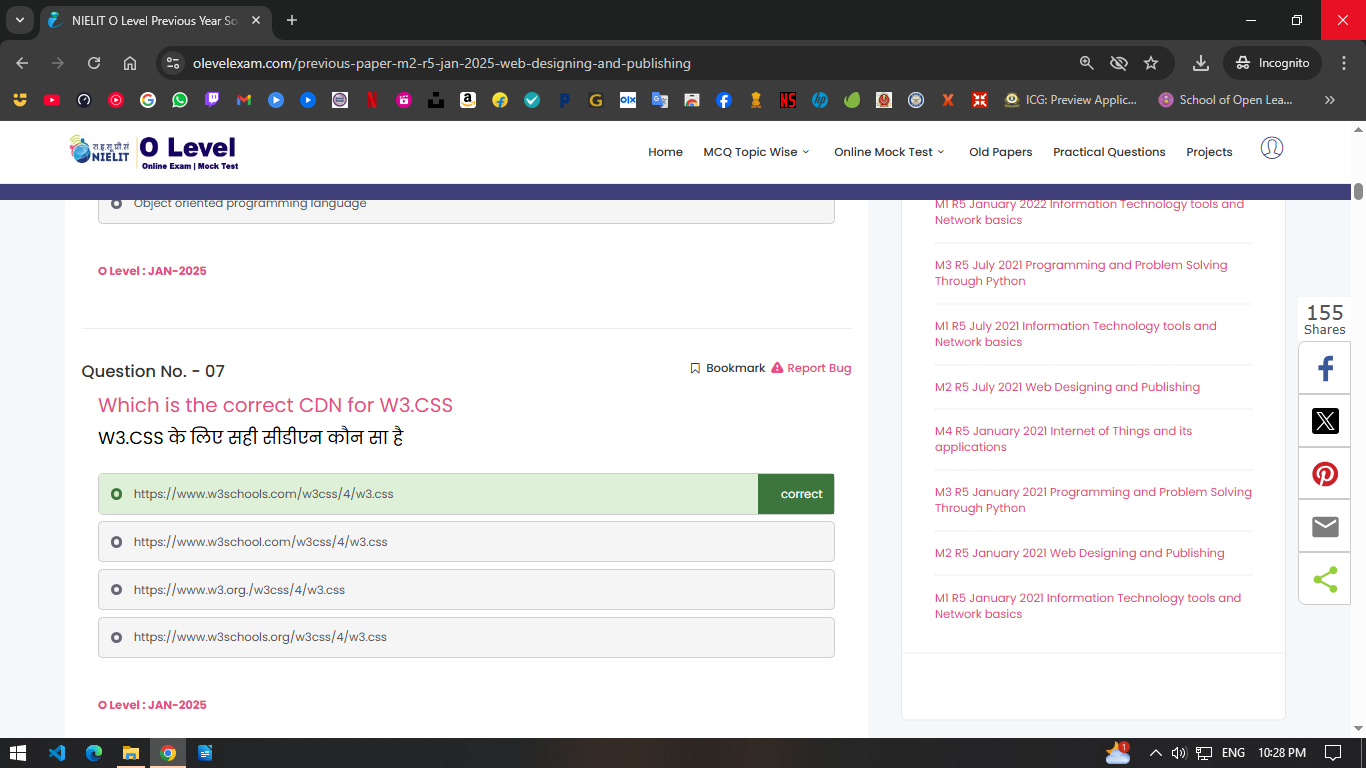 NIELIT O Level Previous Year So
olevelexam.com/previous-paper-m2-r5-jan-2025-web-designing-and-publishing
Incognito
ICG: Preview Applic...
School of Open Lea...
NIELIT
O Level
Online Exam | Mock Test
Home
MCQ Topic Wise
Online Mock Test
Old Papers
Practical Questions
Projects
Object oriented programming language
O Level : JAN-2025
Question No. - 07
Bookmark
Report Bug
Which is the correct CDN for W3.CSS
W3.CSS के लिए सही सीडीएन कौन सा है
https://www.w3schools.com/w3css/4/w3.css
correct
https://www.w3school.com/w3css/4/w3.css
https://www.w3.org./w3css/4/w3.css
https://www.w3schools.org/w3css/4/w3.css
O Level : JAN-2025
M1 R5 January 2022 Information Technology tools and
Network basics
M3 R5 July 2021 Programming and Problem Solving
Through Python
M1 R5 July 2021 Information Technology tools and
Network basics
M2 R5 July 2021 Web Designing and Publishing
M4 R5 January 2021 Internet of Things and its
applications
M3 R5 January 2021 Programming and Problem Solving
Through Python
M2 R5 January 2021 Web Designing and Publishing
M1 R5 January 2021 Information Technology tools and
Network basics
155
Shares
1
ENG
10:28 PM